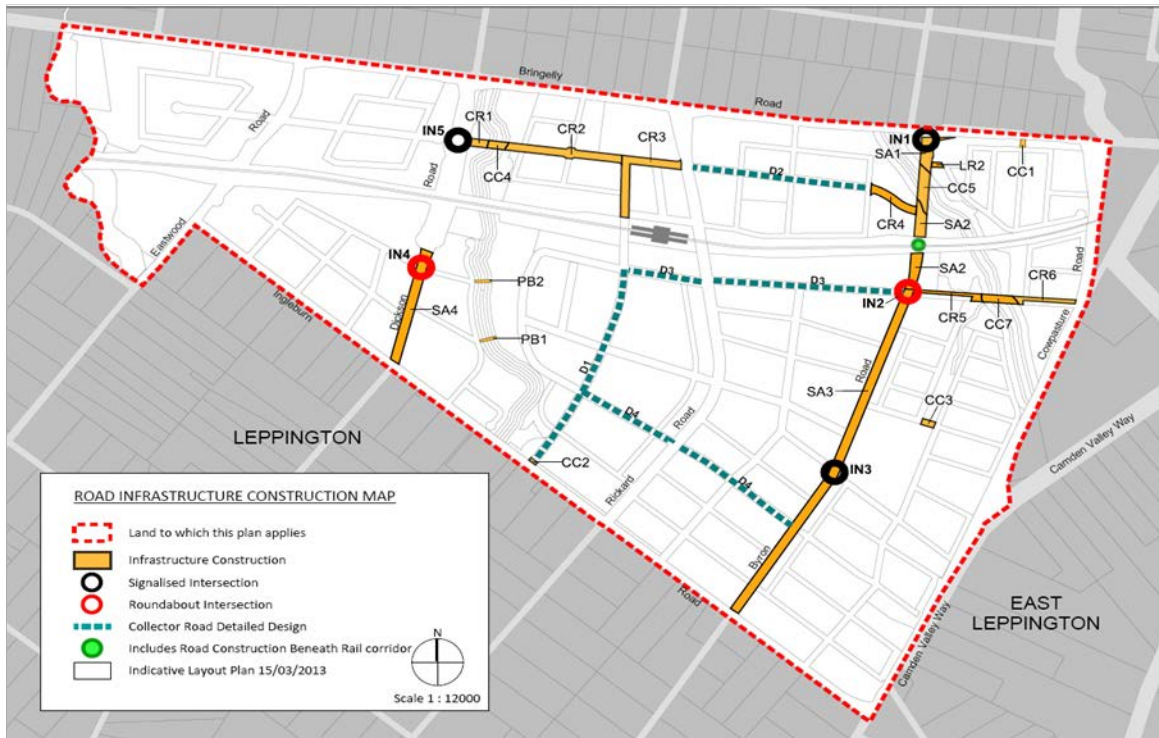 Bringelly
Road
IN5
CR1
CR2
CR3
CC4
IN1
SA1
LR2
CC1
CC5
Road
Road
D2
CR4
SA2
Eastwood
IN4
SA2
Road
D3
D3
CR6
PB2
IN2
CR5
CC7
Ingleburn
Dickson
SA4
Cowpasture
PB1
D1
Road
SA3
CC3
D4
Road
LEPPINGTON
Camden Valley Way
CC2
IN3
D4
Rickard
ROAD INFRASTRUCTURE CONSTRUCTION MAP
Land to which this plan applies
Infrastructure Construction
Signalised Intersection
Roundabout Intersection
Collector Road Detailed Design
Includes Road Construction Beneath Rail corridor
Indicative Layout Plan 15/03/2013
N
Scale 1 : 12000
Byron
Road
EAST
LEPPINGTON
Camden Valley Way